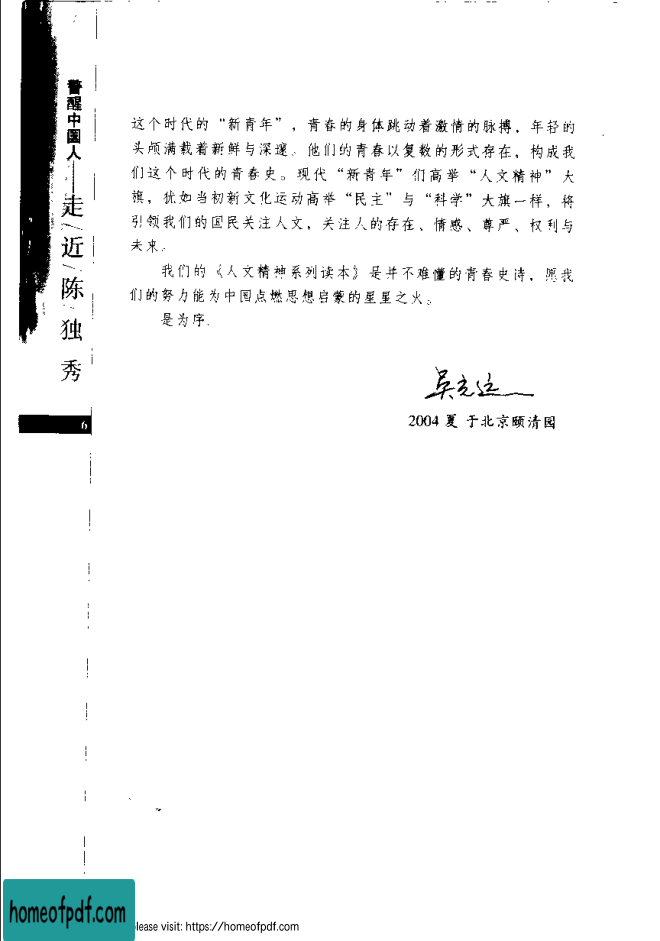 警醒中国人——走/近/陈/独秀
这个时代的“新青年”，青春的身体跳动着激情的脉搏，年轻的
头颅满载着新鲜与深邃。他们的青春以复数的形式存在，构成我
们这个时代的青春史。现代“新青年”们高举“人文精神”大
旗，犹如当初新文化运动高举“民主”与“科学”大旗一样，将
引领我们的国民关注人文，关注人的存在、情感、尊严、权利与
未来。
我们的《人文精神系列读本》是并不难懂的青春史诗，愿我
们的努力能为中国点燃思想启蒙的星星之火。
是为序.
2004 夏 于北京颐清园
6
homeofpdf.com
lease visit: https://homeofpdf.com